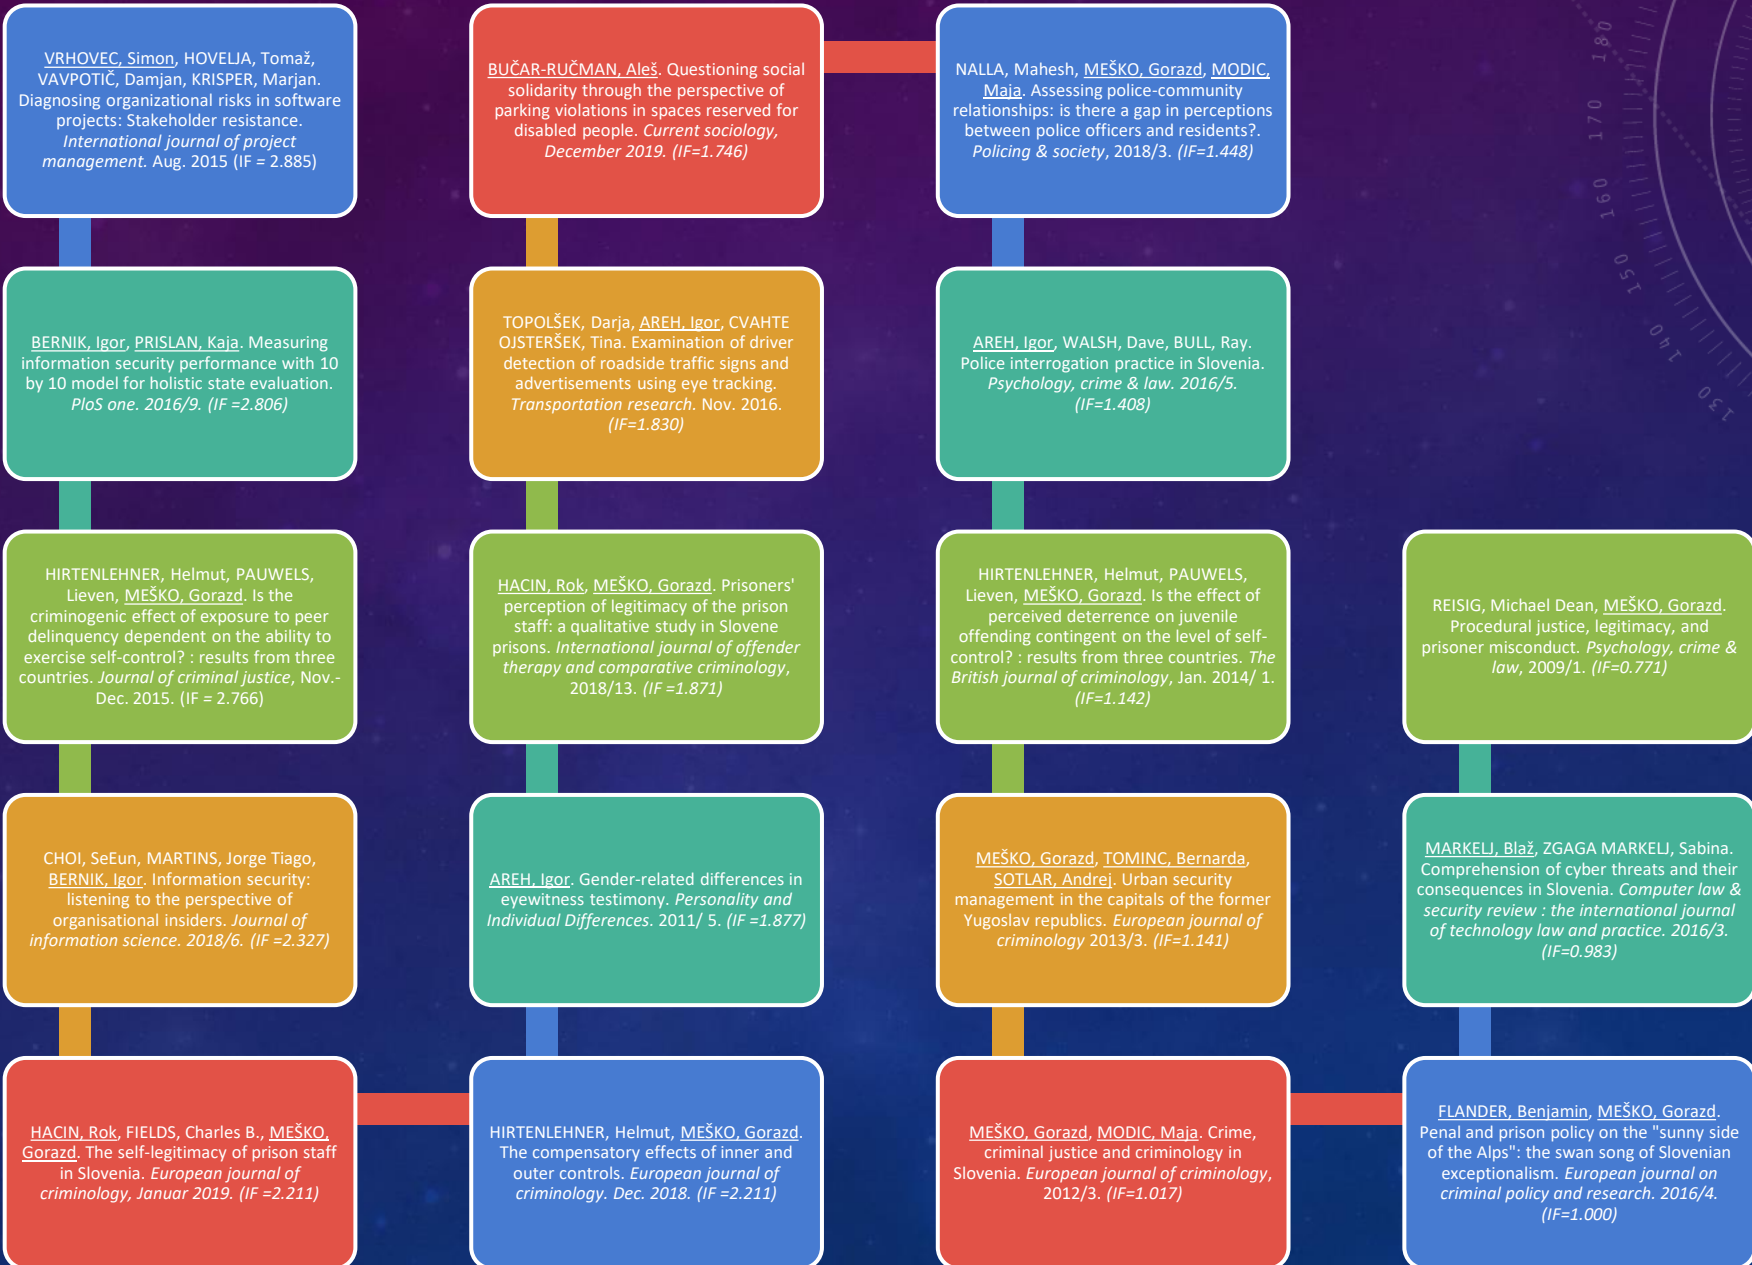 VRHOVEC, Simon, HOVELJA, Tomaž,
VAVPOTIČ, Damjan, KRISPER, Marjan.
Diagnosing organizational risks in software
projects: Stakeholder resistance.
International journal of project
management. Aug. 2015 (IF = 2.885)
BERNIK, Igor, PRISLAN, Kaja. Measuring
information security performance with 10
by 10 model for holistic state evaluation.
PloS one. 2016/9. (IF =2.806)
HIRTENLEHNER, Helmut, PAUWELS,
Lieven, MEŠKO, Gorazd. Is the
criminogenic effect of exposure to peer
delinquency dependent on the ability to
exercise self-control? : results from three
countries. Journal of criminal justice, Nov.-
Dec. 2015. (IF = 2.766)
CHOI, SeEun, MARTINS, Jorge Tiago,
BERNIK, Igor. Information security:
listening to the perspective of
organisational insiders. Journal of
information science. 2018/6. (IF =2.327)
HACIN, Rok, FIELDS, Charles B., MEŠKO,
Gorazd. The self-legitimacy of prison staff
in Slovenia. European journal of
criminology, Januar 2019. (IF =2.211)
HIRTENLEHNER, Helmut, MEŠKO, Gorazd.
The compensatory effects of inner and
outer controls. European journal of
criminology. Dec. 2018. (IF =2.211)
AREH, Igor. Gender-related differences in
eyewitness testimony. Personality and
Individual Differences. 2011/ 5. (IF =1.877)
HACIN, Rok, MEŠKO, Gorazd. Prisoners'
perception of legitimacy of the prison
staff: a qualitative study in Slovene
prisons. International journal of offender
therapy and comparative criminology,
2018/13. (IF =1.871)
TOPOLŠEK, Darja, AREH, Igor, CVAHTE
OJSTERŠEK, Tina. Examination of driver
detection of roadside traffic signs and
advertisements using eye tracking.
Transportation research. Nov. 2016.
(IF=1.830)
BUČAR-RUČMAN, Aleš. Questioning social
solidarity through the perspective of
parking violations in spaces reserved for
disabled people. Current sociology,
December 2019. (IF=1.746)
NALLA, Mahesh, MEŠKO, Gorazd, MODIC,
Maja. Assessing police-community
relationships: is there a gap in perceptions
between police officers and residents?.
Policing & society, 2018/3. (IF=1.448)
AREH, Igor, WALSH, Dave, BULL, Ray.
Police interrogation practice in Slovenia.
Psychology, crime & law. 2016/5.
(IF=1.408)
HIRTENLEHNER, Helmut, PAUWELS,
Lieven, MEŠKO, Gorazd. Is the effect of
perceived deterrence on juvenile
offending contingent on the level of self-
control? : results from three countries. The
British journal of criminology, Jan. 2014/ 1.
(IF=1.142)
MEŠKO, Gorazd, TOMINC, Bernarda,
SOTLAR, Andrej. Urban security
management in the capitals of the former
Yugoslav republics. European journal of
criminology 2013/3. (IF=1.141)
MEŠKO, Gorazd, MODIC, Maja. Crime,
criminal justice and criminology in
Slovenia. European journal of criminology,
2012/3. (IF=1.017)
FLANDER, Benjamin, MEŠKO, Gorazd.
Penal and prison policy on the "sunny side
of the Alps": the swan song of Slovenian
exceptionalism. European journal on
criminal policy and research. 2016/4.
(IF=1.000)
MARKELJ, Blaž, ZGAGA MARKELJ, Sabina.
Comprehension of cyber threats and their
consequences in Slovenia. Computer law &
security review : the international journal
of technology law and practice. 2016/3.
(IF=0.983)
REISIG, Michael Dean, MEŠKO, Gorazd.
Procedural justice, legitimacy, and
prisoner misconduct. Psychology, crime &
law, 2009/1. (IF=0.771)
180
170
160
150
140
130